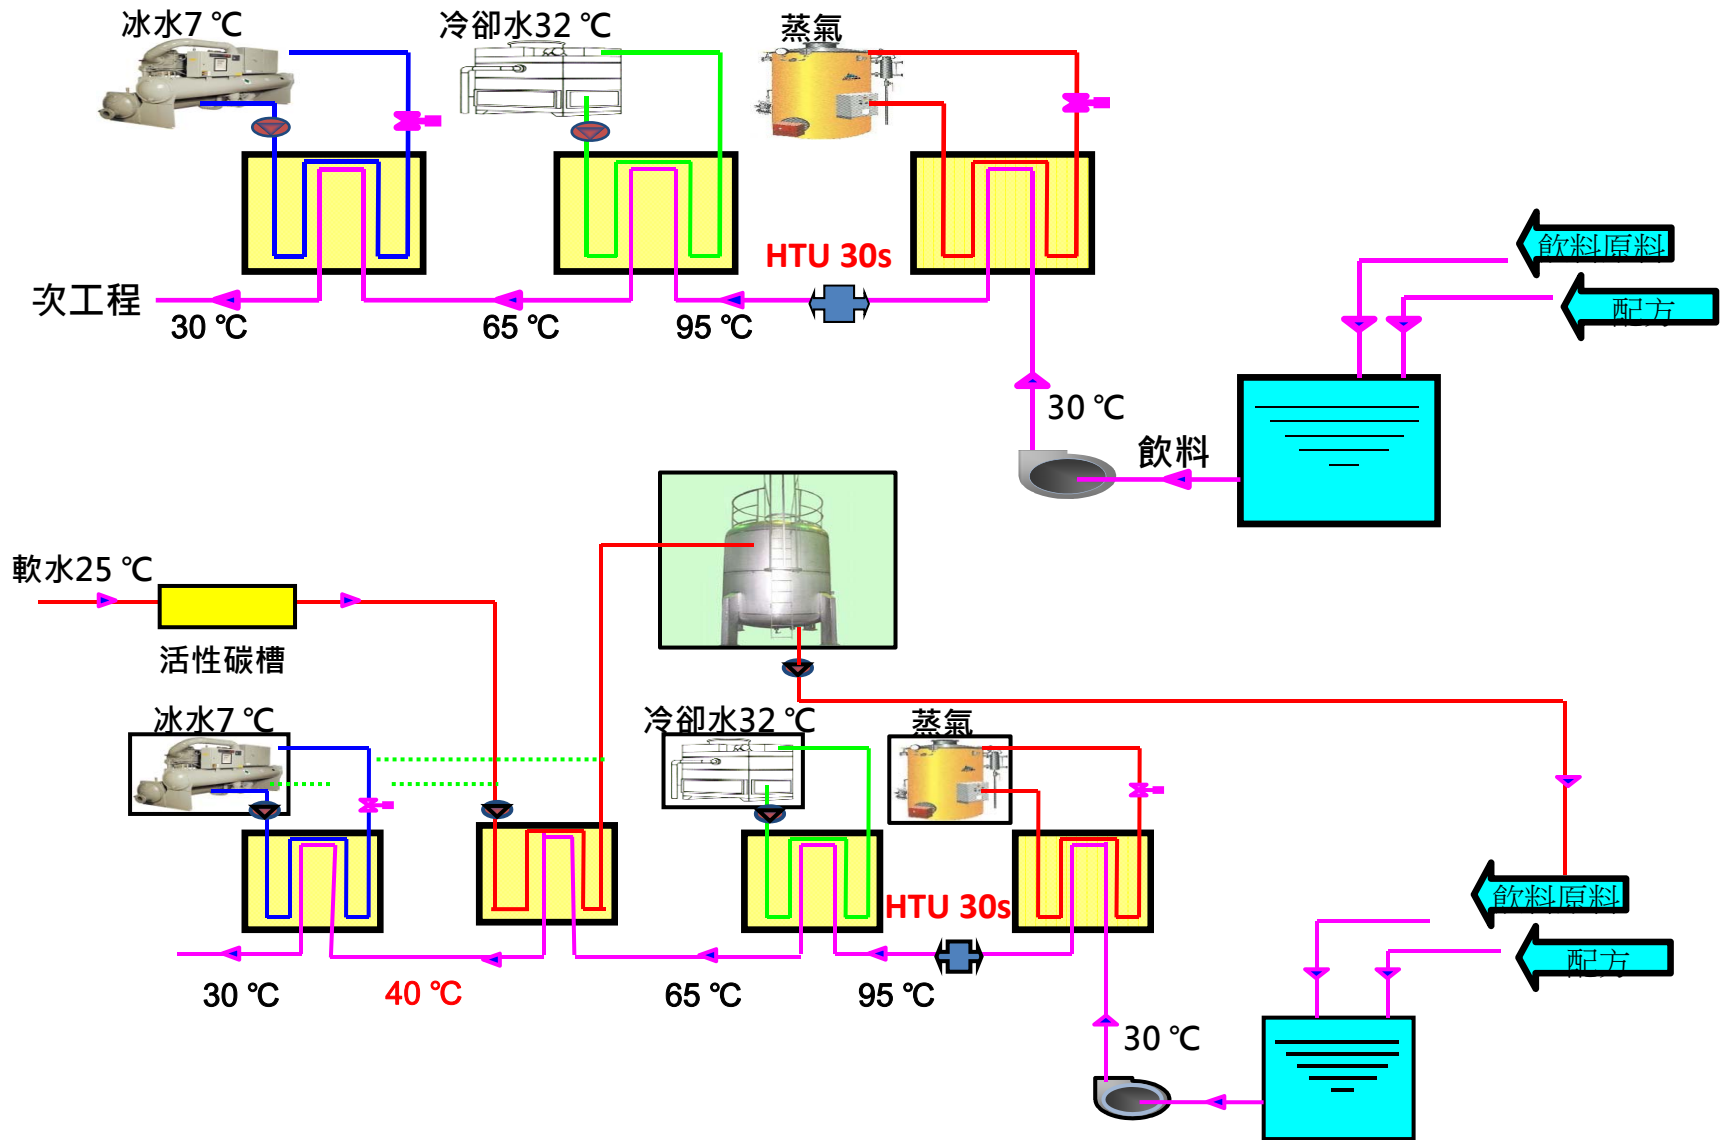 冰水7 ℃
冷卻水32 ℃
蒸氣
飲料原料
配方
HTU 30s
次工程
30 ℃
65 ℃
95 ℃
30 ℃
飲料
軟水25 ℃
活性碳槽
冰水7 ℃
冷卻水32 ℃
蒸氣
飲料原料
配方
HTU 30s
30 ℃
40 ℃
65 ℃
95 ℃
30 ℃